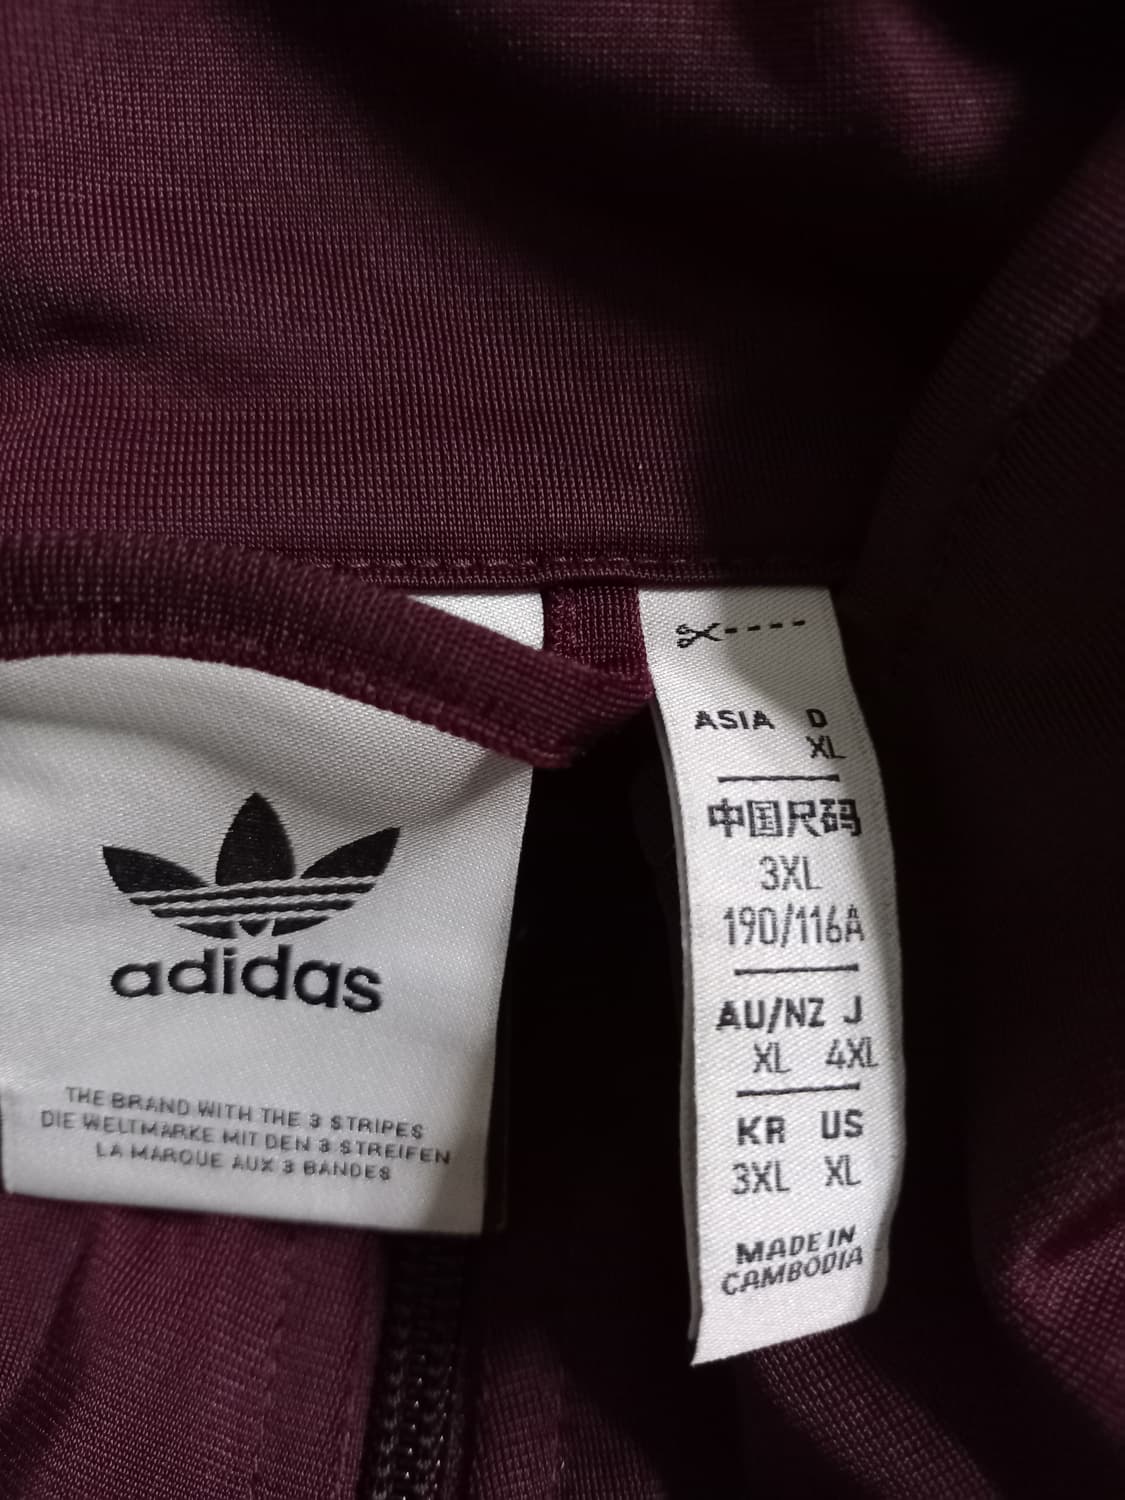 adidas
THE BRAND WITH THE 3 STRIPES
DIE WELTMARKE MIT DEN 3 STREIFEN
LA MARQUE AUX 3 BANDES
ASIA D
XL
中国尺码
3XL
190/116A
AU/NZ J
XL 4XL
KR US
3XL XL
MADE IN
CAMBODIA